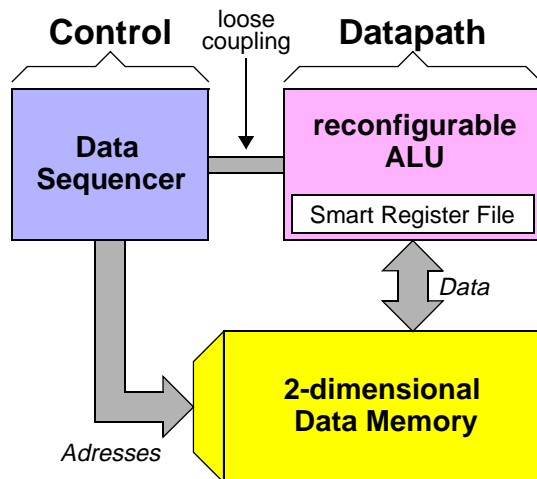 Control
loose
coupling
Datapath
Data
Sequencer
reconfigurable
ALU
Smart Register File
Data
2-dimensional
Data Memory
Adresses